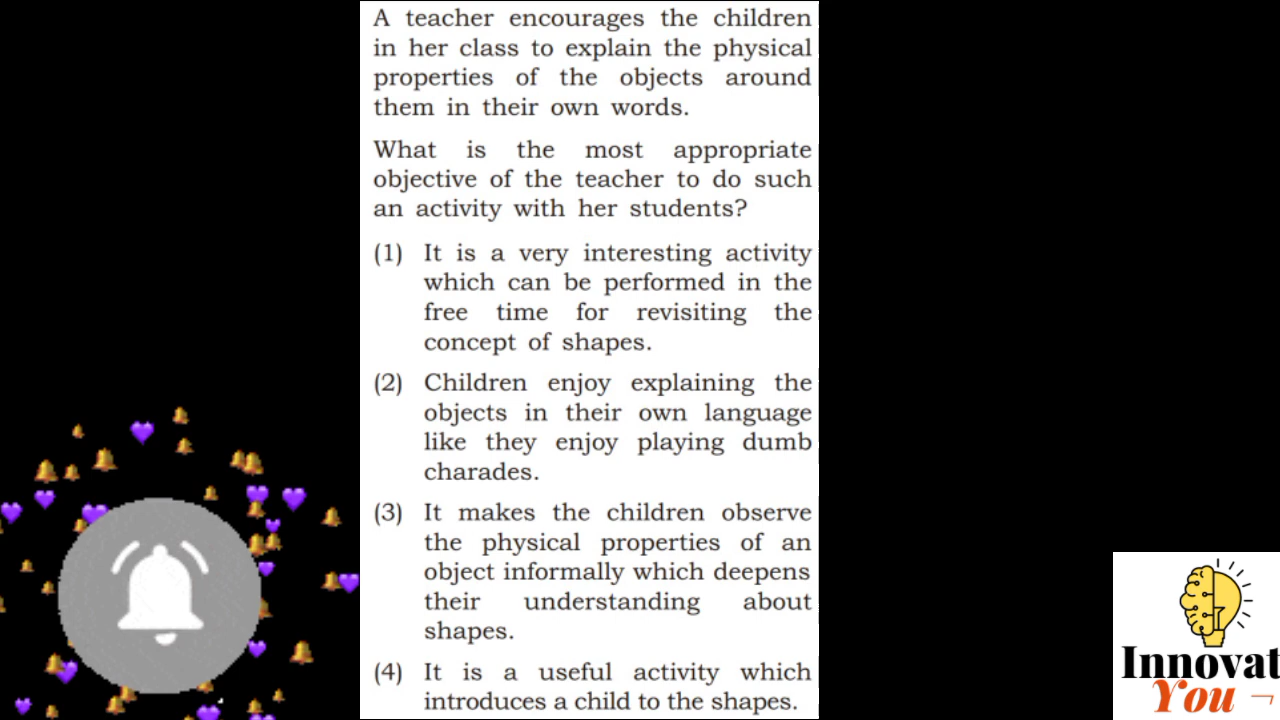 A teacher encourages the children
in her class to explain the physical
properties of the objects around
them in their own words.
What is the most appropriate
objective of the teacher to do such
an activity with her students?
(1) It is a very interesting activity
which can be performed in the
free time for revisiting the
concept of shapes.
(2) Children enjoy explaining the
objects in their own language
like they enjoy playing dumb
charades.
(3) It makes the children observe
the physical properties of an
object informally which deepens
their understanding about
shapes.
(4) It is a useful activity which
introduces a child to the shapes.
Innovat
You